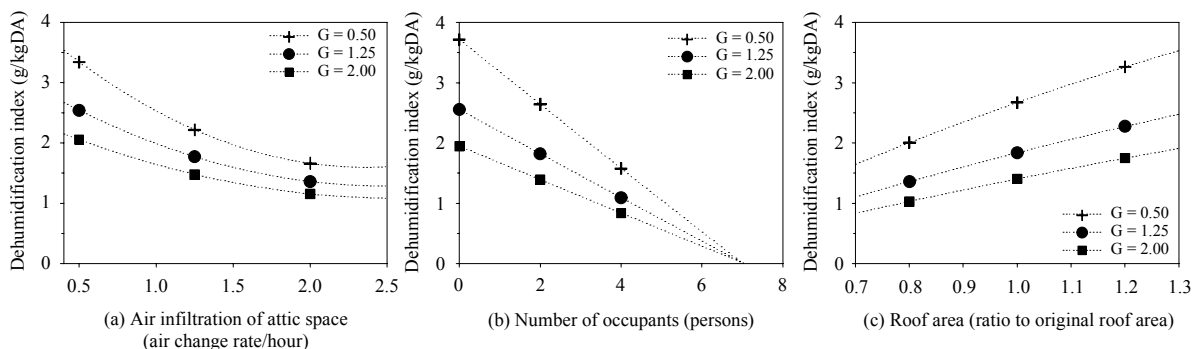 Dehumidification index (g/kgDA)
4
3
2
1
0
G = 0.50
G = 1.25
G = 2.00
0.5 1.0 1.5 2.0 2.5
(a) Air infiltration of attic space
(air change rate/hour)
Dehumidification index (g/kgDA)
4
3
2
1
0
G = 0.50
G = 1.25
G = 2.00
0 2 4 6 8
(b) Number of occupants (persons)
Dehumidification index (g/kgDA)
4
3
2
1
0
G = 0.50
G = 1.25
G = 2.00
0.7 0.8 0.9 1.0 1.1 1.2 1.3
(c) Roof area (ratio to original roof area)